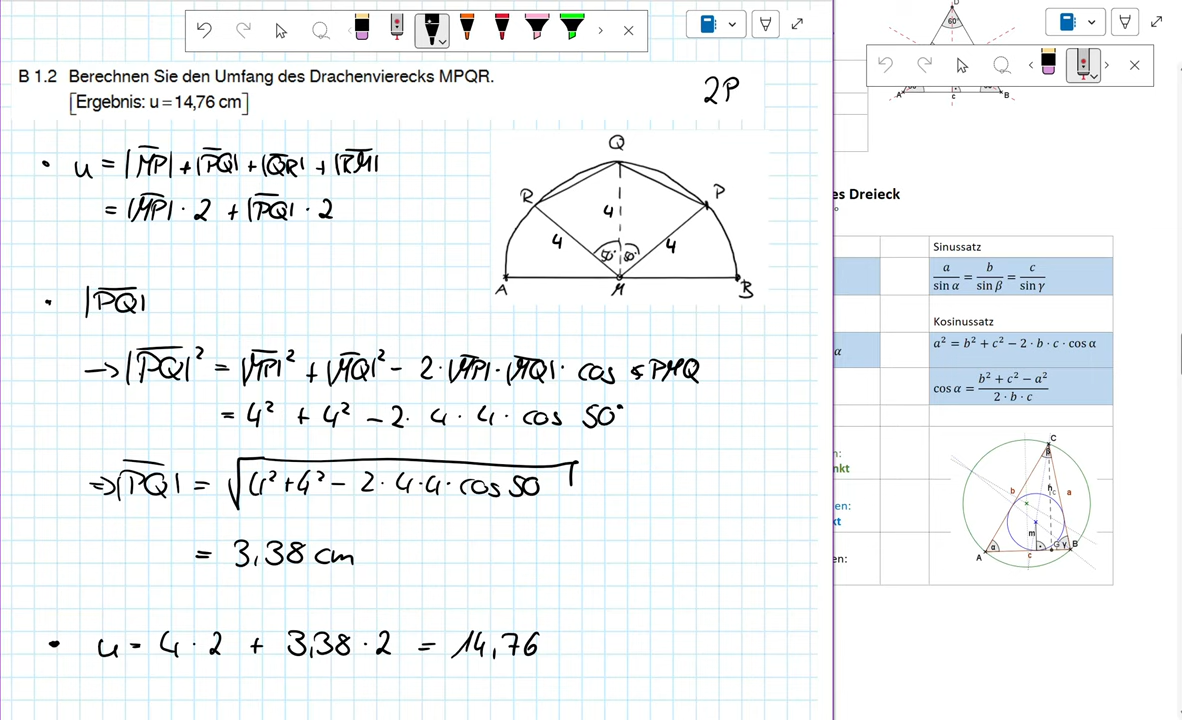 B 1.2 Berechnen Sie den Umfang des Drachenvierecks MPQR.
[Ergebnis: u = 14,76 cm]
2P
• u = |MP| + |PQ| + |QR| + |RM|
= |MP| · 2 + |PQ| · 2
Q
R
P
4
4
4
50°
50°
A
M
B
• |PQ|
→ |PQ|² = |MP|² + |MQ|² − 2 · |MP| · |MQ| · cos ∢ PMQ
= 4² + 4² − 2 · 4 · 4 · cos 50°
⇒ |PQ| = √4² + 4² − 2 · 4 · 4 · cos 50
= 3,38 cm
• u = 4 · 2 + 3,38 · 2 = 14,76
60°
A
c
B
es Dreieck
Sinussatz
a/sin α = b/sin β = c/sin γ
Kosinussatz
α
a² = b² + c² − 2 · b · c · cos α
cos α = (b² + c² − a²)/(2 · b · c)
n:
nkt
en:
kt
en:
C
b
a
m
α
A
c
B